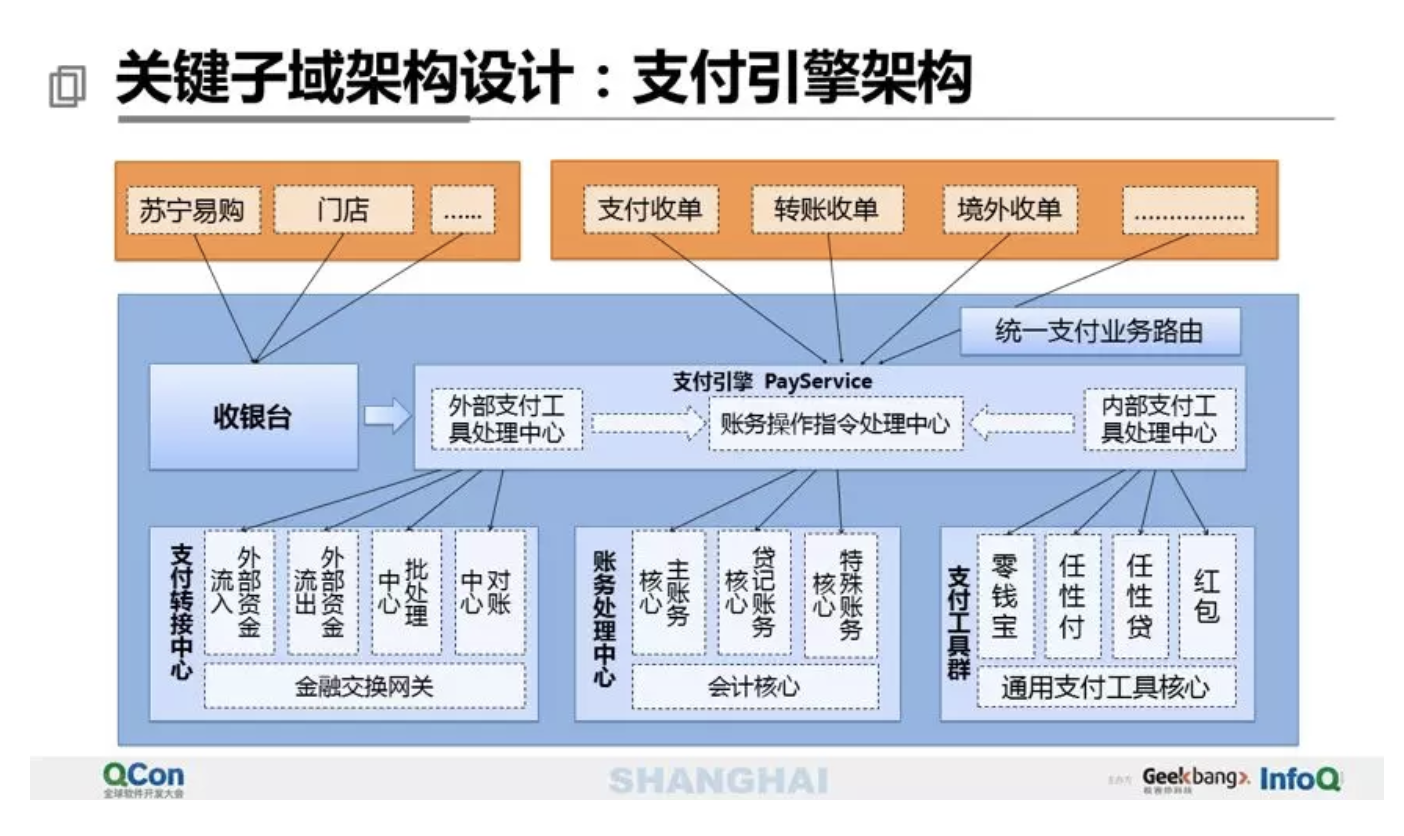 关键子域架构设计：支付引擎架构
苏宁易购
门店
......
支付收单
转账收单
境外收单
................
统一支付业务路由
收银台
支付引擎 PayService
外部支付工
具处理中心
账务操作指令处理中心
内部支付工
具处理中心
支付转接中心
外部资金
流入
外部资金
流出
批处理
中心
对账
中心
金融交换网关
账务处理中心
主账务
核心
贷记账务
核心
特殊账务
核心
会计核心
支付工具群
零钱宝
任性付
任性贷
红包
通用支付工具核心
QCon
全球软件开发大会
SHANGHAI
主办方
Geekbang>.
极客邦科技
InfoQ